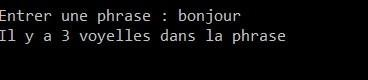 Entrer une phrase : bonjour
Il y a 3 voyelles dans la phrase